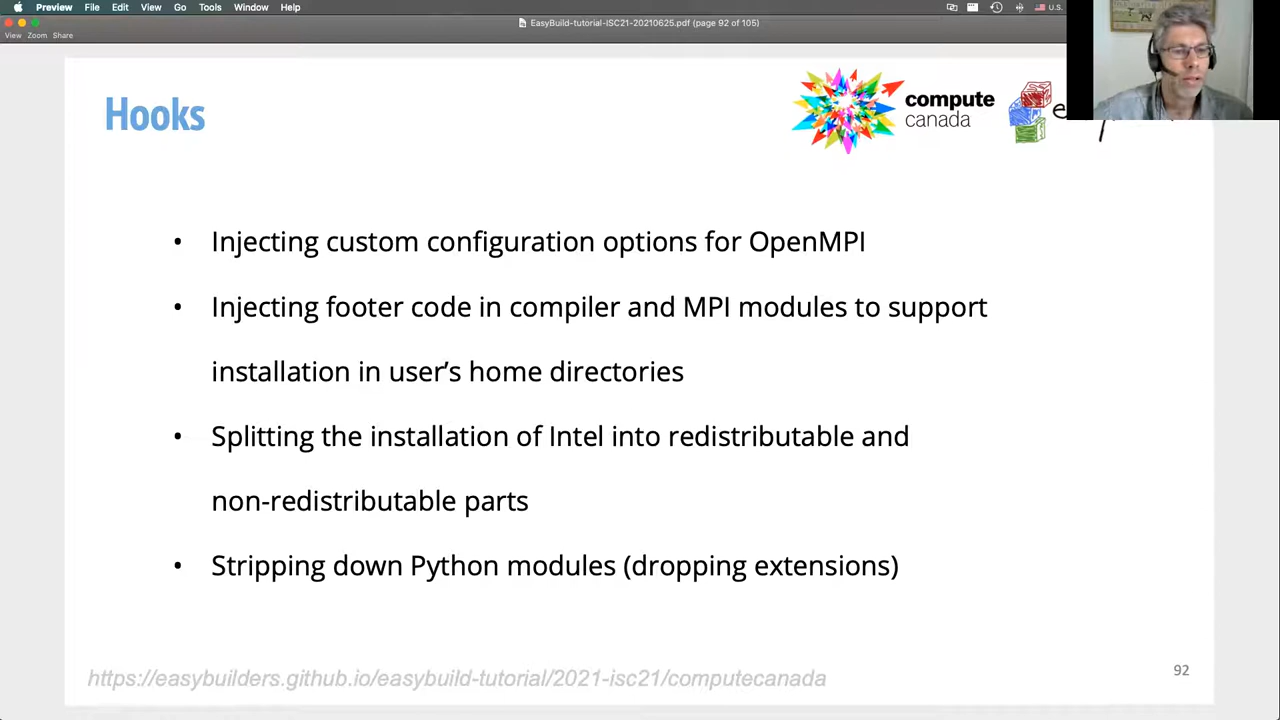 Preview File Edit View Go Tools Window Help U.S.
EasyBuild-tutorial-ISC21-20210625.pdf (page 92 of 105)
View Zoom Share
Hooks
compute
canada
• Injecting custom configuration options for OpenMPI
• Injecting footer code in compiler and MPI modules to support
installation in user’s home directories
• Splitting the installation of Intel into redistributable and
non-redistributable parts
• Stripping down Python modules (dropping extensions)
https://easybuilders.github.io/easybuild-tutorial/2021-isc21/computecanada
92